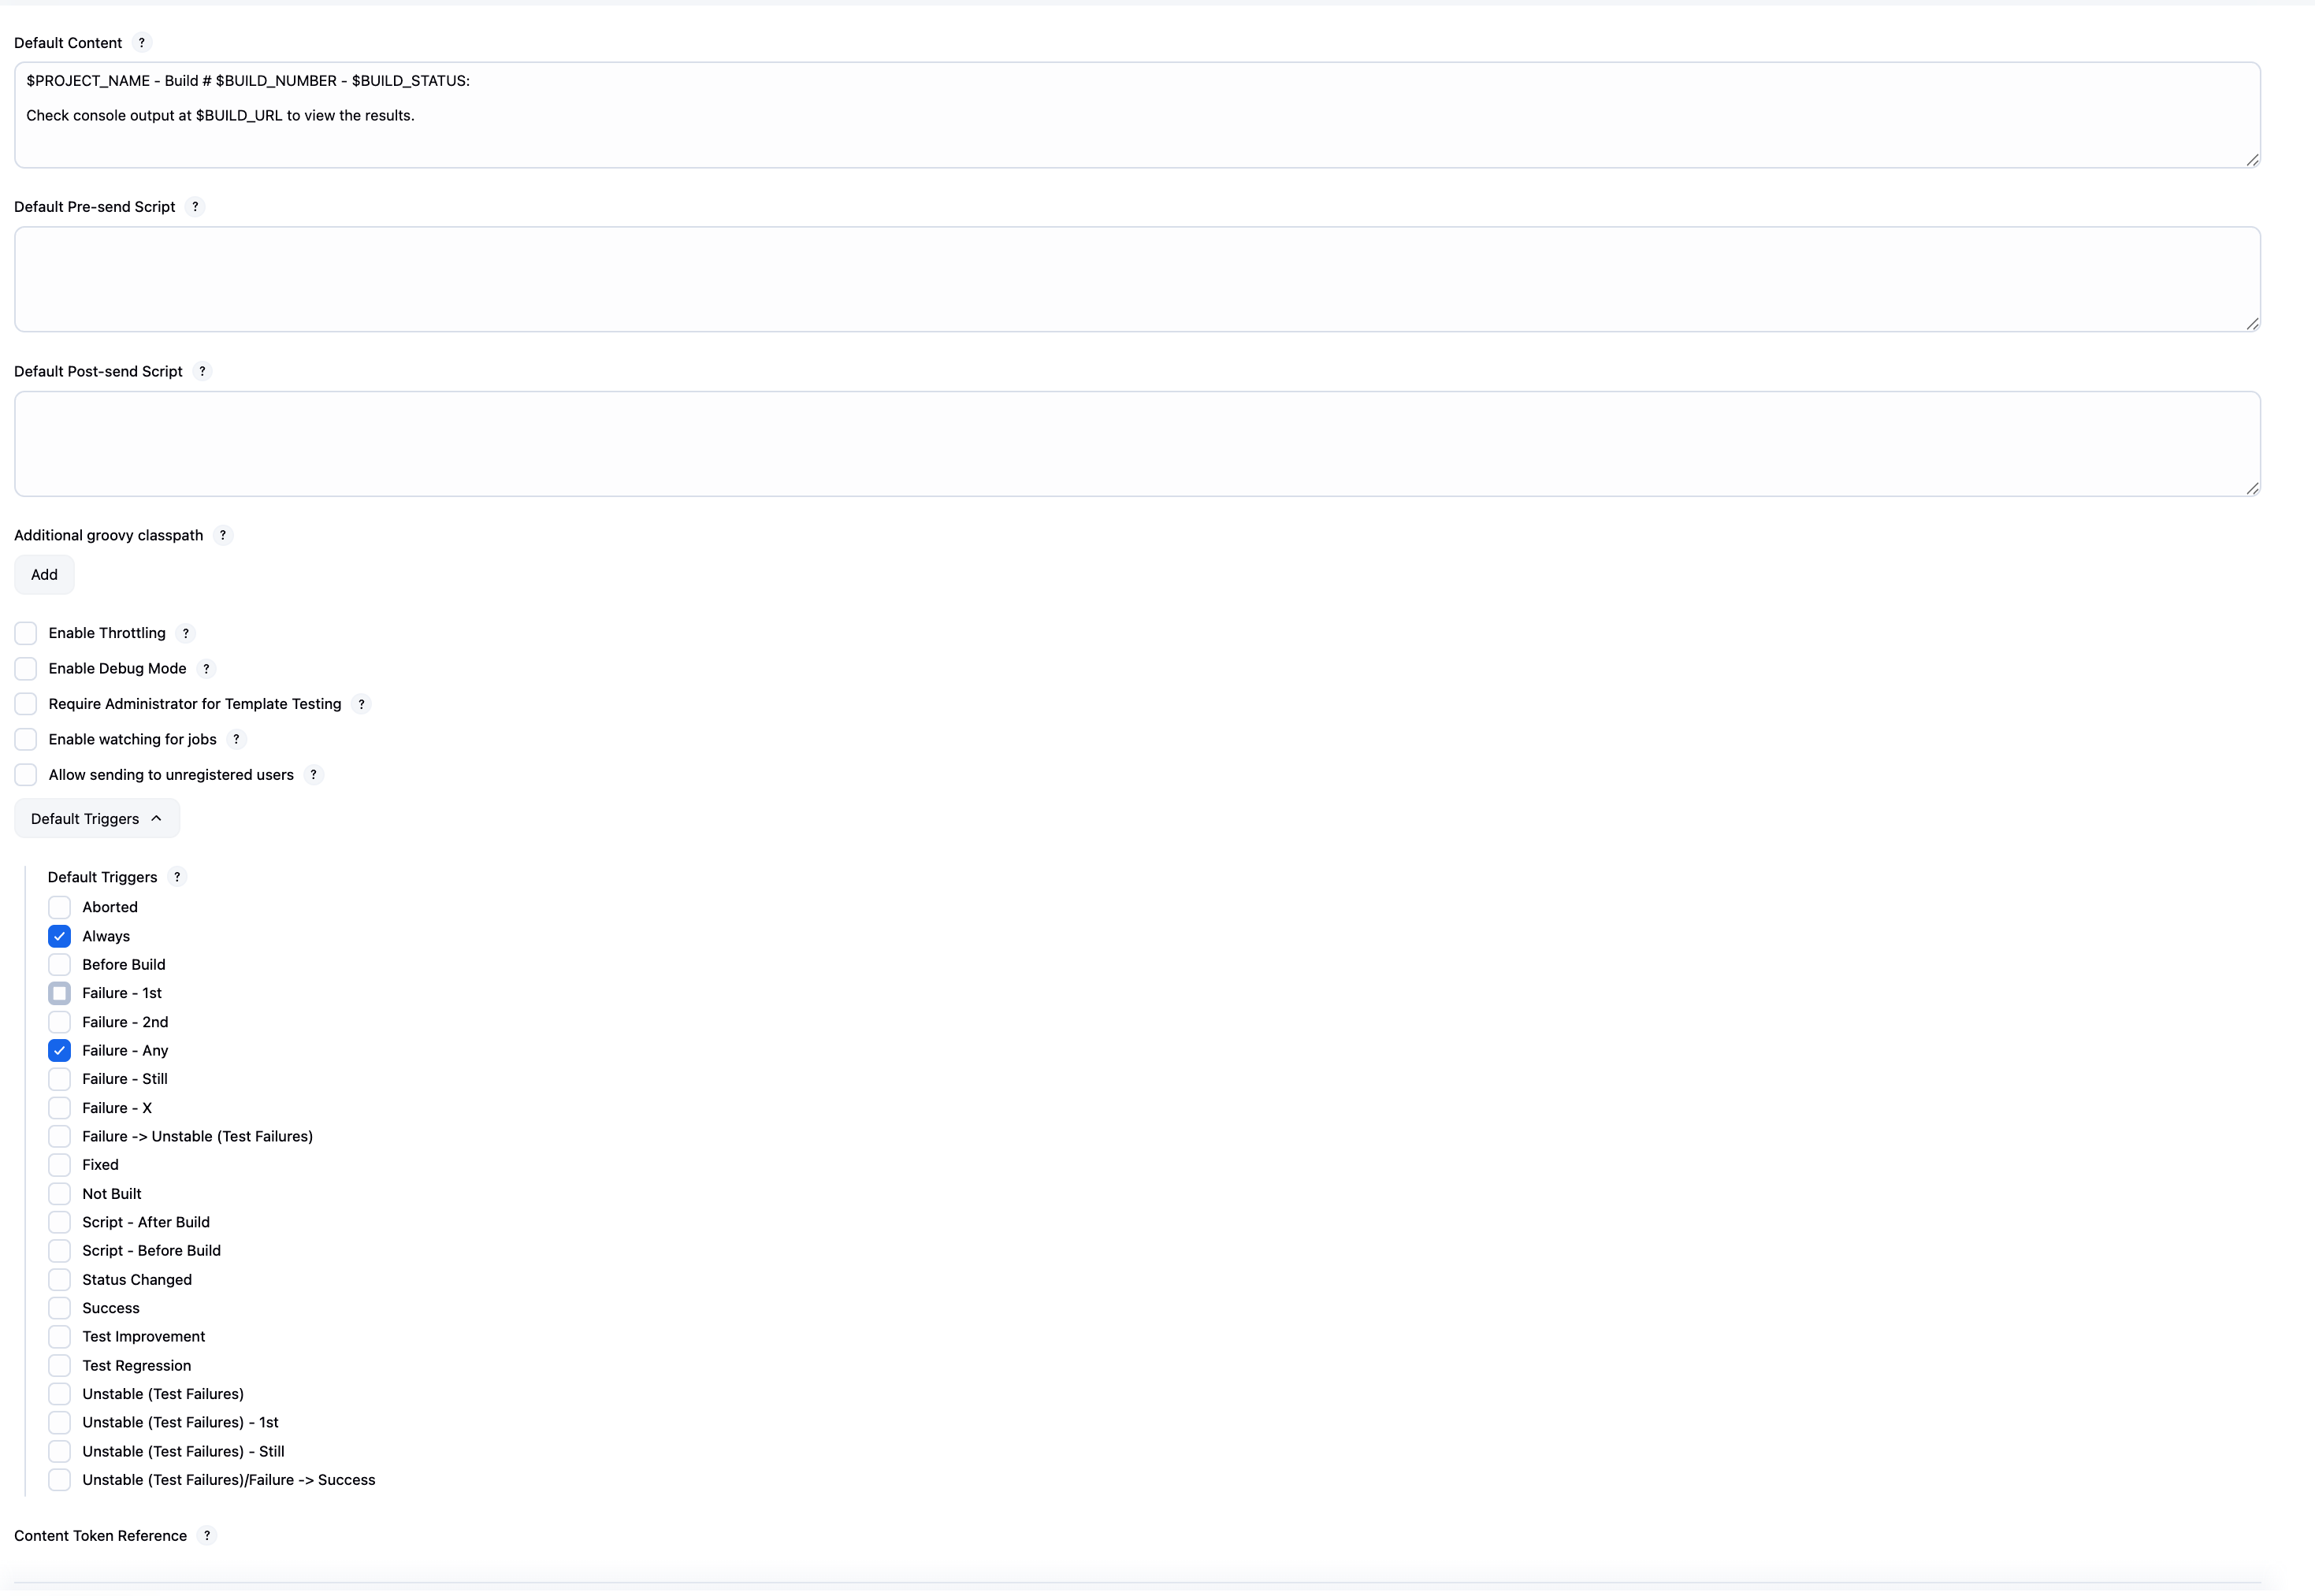 Default Content ?
$PROJECT_NAME - Build # $BUILD_NUMBER - $BUILD_STATUS:
Check console output at $BUILD_URL to view the results.
Default Pre-send Script ?
Default Post-send Script ?
Additional groovy classpath ?
Add
Enable Throttling ?
Enable Debug Mode ?
Require Administrator for Template Testing ?
Enable watching for jobs ?
Allow sending to unregistered users ?
Default Triggers
Default Triggers ?
Aborted
Always
Before Build
Failure - 1st
Failure - 2nd
Failure - Any
Failure - Still
Failure - X
Failure -> Unstable (Test Failures)
Fixed
Not Built
Script - After Build
Script - Before Build
Status Changed
Success
Test Improvement
Test Regression
Unstable (Test Failures)
Unstable (Test Failures) - 1st
Unstable (Test Failures) - Still
Unstable (Test Failures)/Failure -> Success
Content Token Reference ?